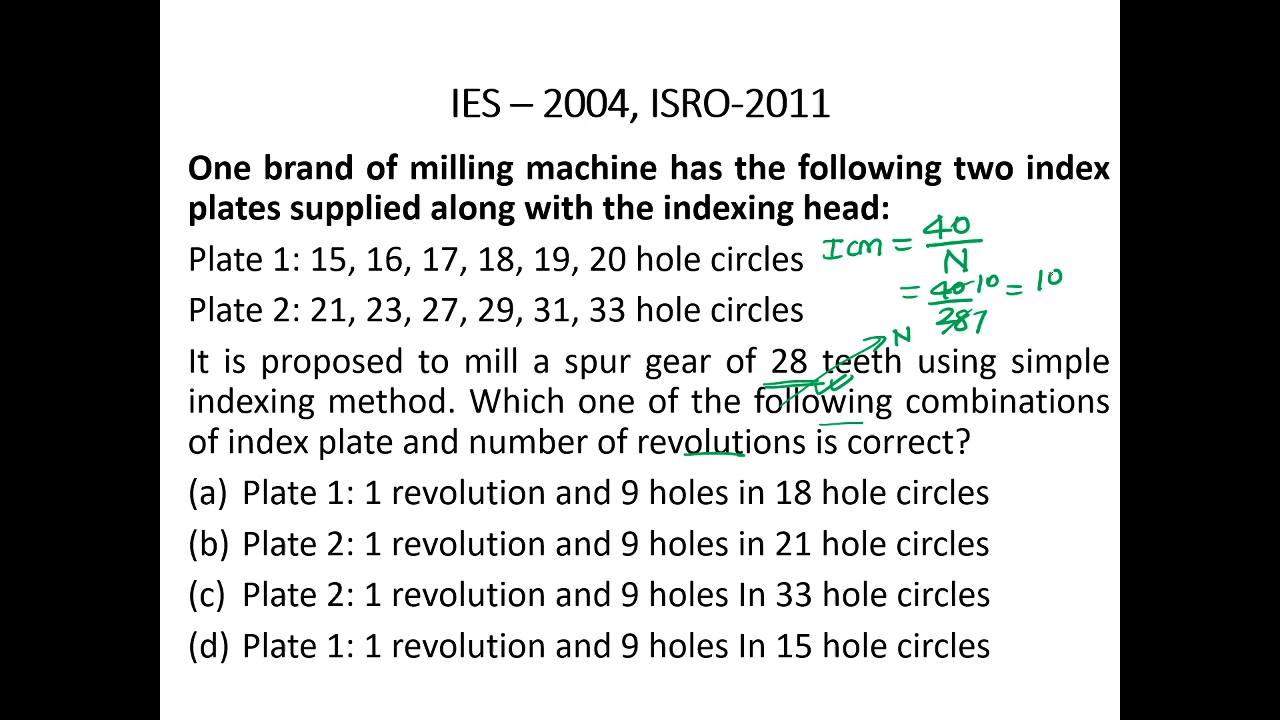 IES – 2004, ISRO-2011
One brand of milling machine has the following two index
plates supplied along with the indexing head:
Plate 1: 15, 16, 17, 18, 19, 20 hole circles
Icm = 40/N
Plate 2: 21, 23, 27, 29, 31, 33 hole circles
= 40 10/28 7 = 10
N
It is proposed to mill a spur gear of 28 teeth using simple
indexing method. Which one of the following combinations
of index plate and number of revolutions is correct?
(a) Plate 1: 1 revolution and 9 holes in 18 hole circles
(b) Plate 2: 1 revolution and 9 holes in 21 hole circles
(c) Plate 2: 1 revolution and 9 holes In 33 hole circles
(d) Plate 1: 1 revolution and 9 holes In 15 hole circles